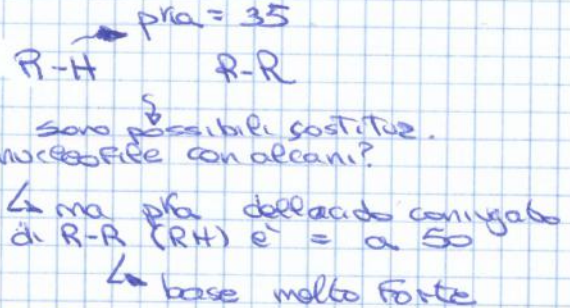 pKa = 35
R-H R-R
sono possibili sostituz.
nucleofile con alcani?
↳ ma pKa dell'acido coniugato
di R-R (RH) è = a 50
↳ base molto forte